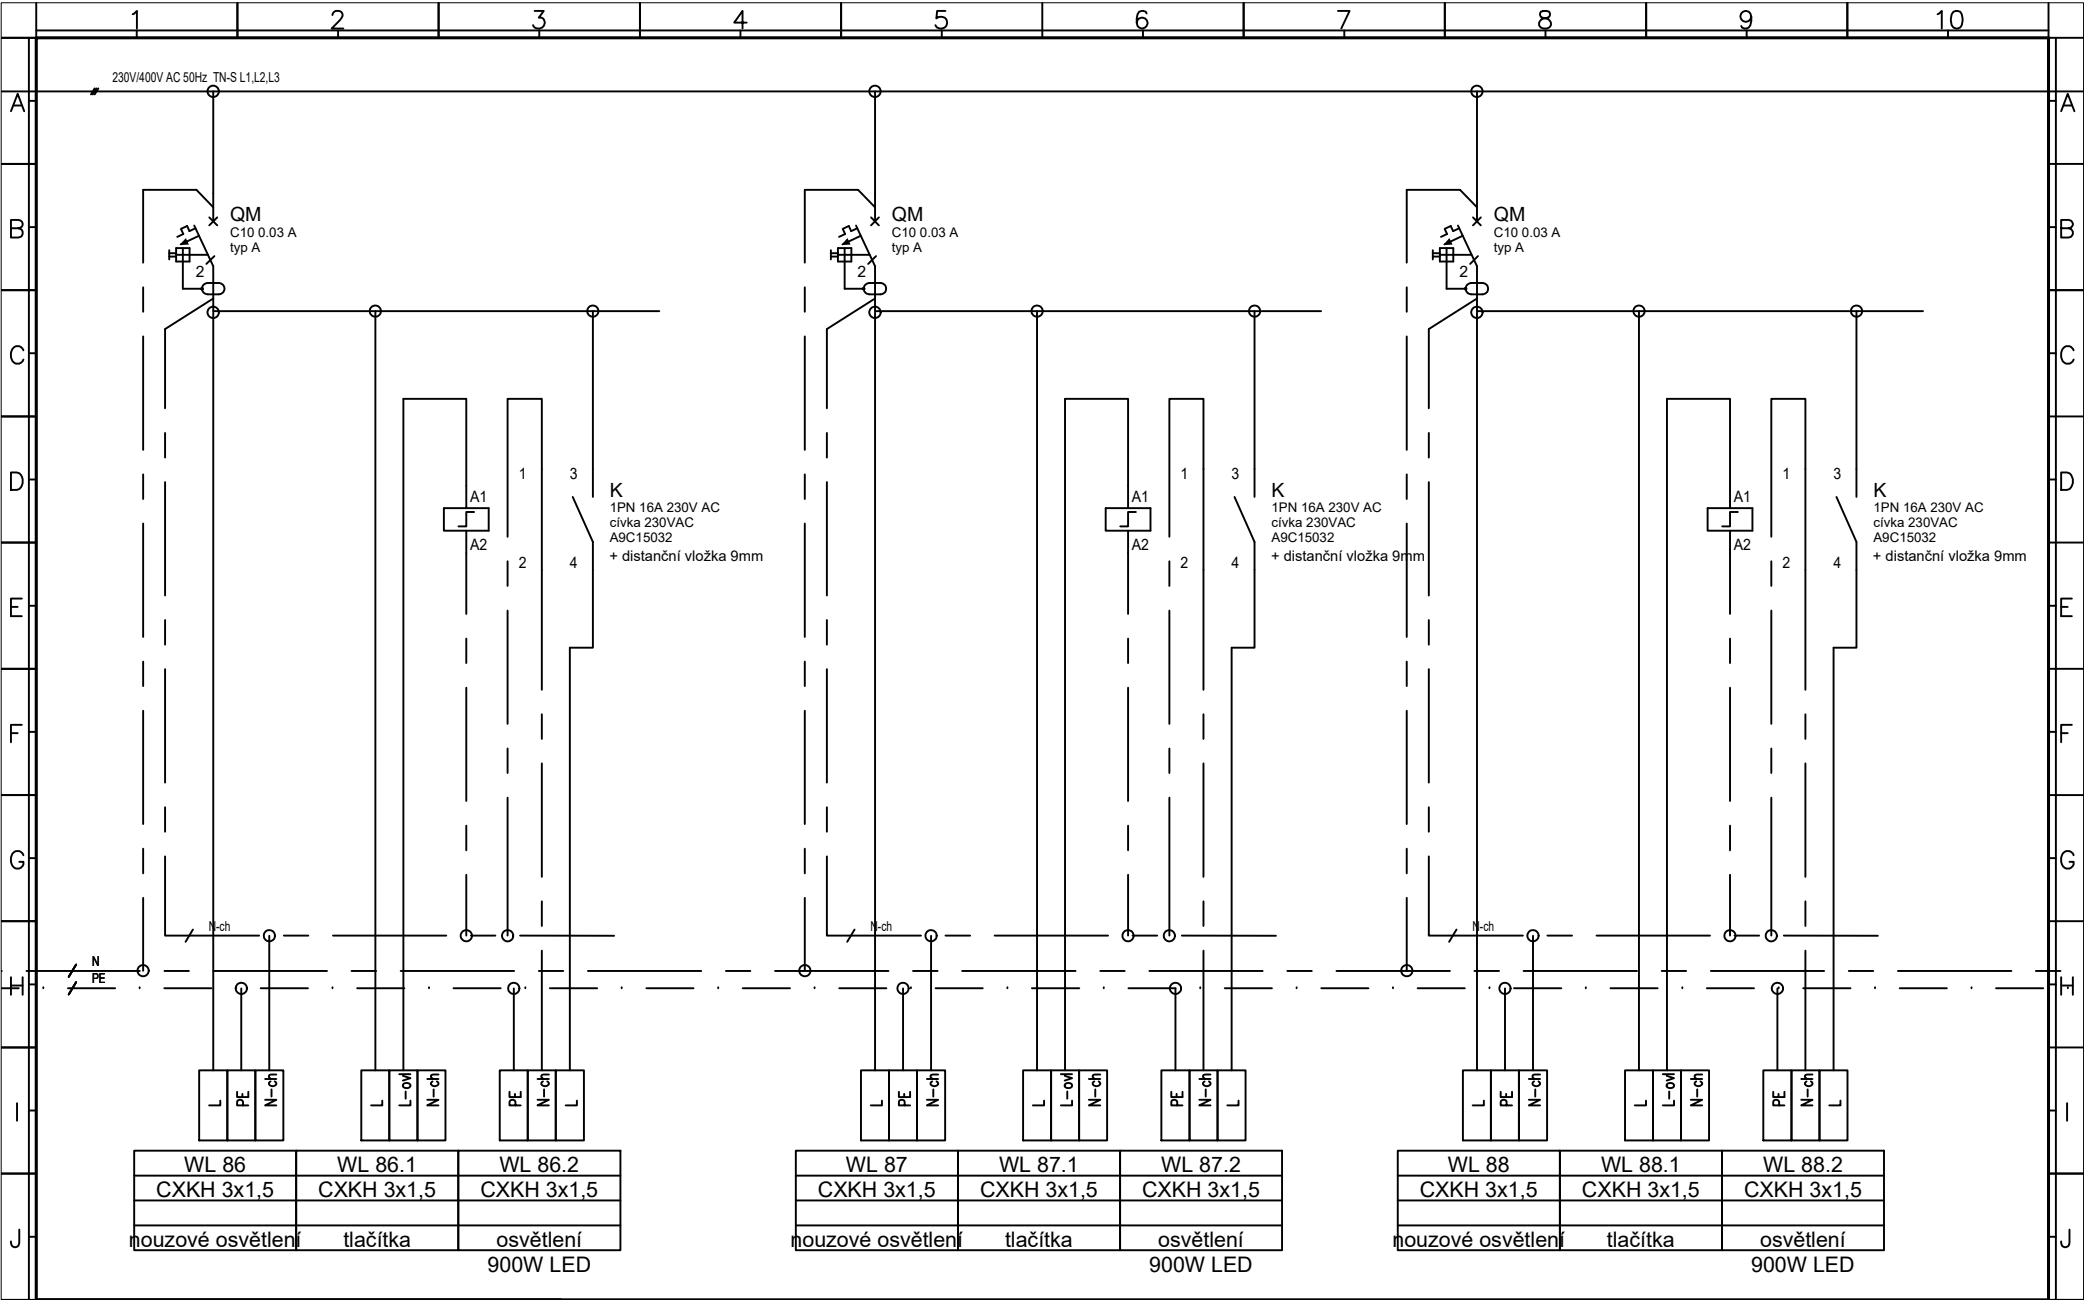 1 2 3 4 5 6 7 8 9 10
230V/400V AC 50Hz TN-S L1,L2,L3
A A
QM QM QM
C10 0.03 A C10 0.03 A C10 0.03 A
typ A typ A typ A
B B
2 2 2
C C
1 3 1 3 1 3
D D
A1 K A1 K A1 K
1PN 16A 230V AC 1PN 16A 230V AC 1PN 16A 230V AC
cívka 230VAC cívka 230VAC cívka 230VAC
A9C15032 A9C15032 A9C15032
A2 A2 A2
+ distanční vložka 9mm + distanční vložka 9mm + distanční vložka 9mm
2 4 2 4 2 4
E E
F F
G G
N-ch N-ch N-ch
N
PE
H H
L PE N-ch L L-ovl N-ch PE N-ch L L PE N-ch L L-ovl N-ch PE N-ch L L PE N-ch L L-ovl N-ch PE N-ch L
I I
WL 86 WL 86.1 WL 86.2 WL 87 WL 87.1 WL 87.2 WL 88 WL 88.1 WL 88.2
CXKH 3x1,5 CXKH 3x1,5 CXKH 3x1,5 CXKH 3x1,5 CXKH 3x1,5 CXKH 3x1,5 CXKH 3x1,5 CXKH 3x1,5 CXKH 3x1,5
J J
nouzové osvětlení tlačítka osvětlení nouzové osvětlení tlačítka osvětlení nouzové osvětlení tlačítka osvětlení
900W LED 900W LED 900W LED